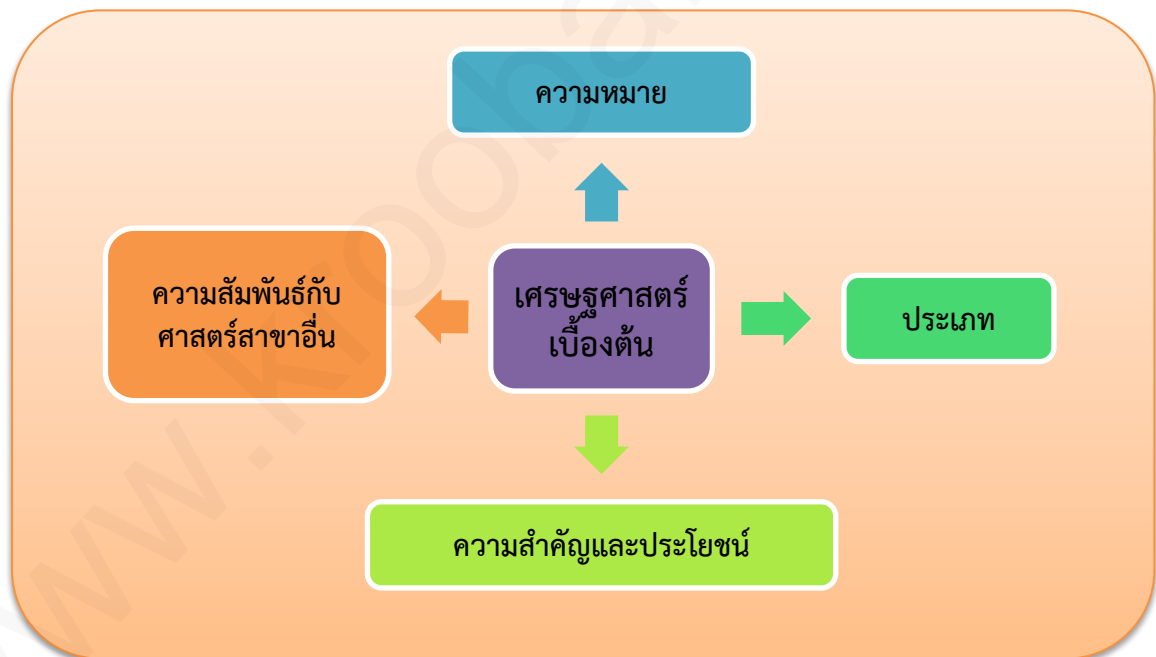 ความหมาย
ความสัมพันธ์กับ
ศาสตร์สาขาอื่น
เศรษฐศาสตร์
เบื้องต้น
ประเภท
ความสำคัญและประโยชน์